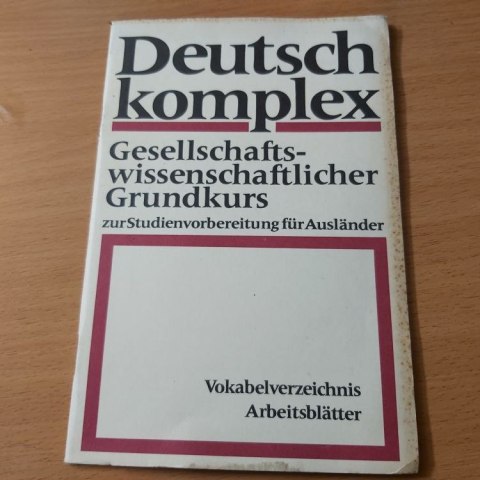 Deutsch
komplex
Gesellschafts-
wissenschaftlicher
Grundkurs
zur Studienvorbereitung für Ausländer
Vokabelverzeichnis
Arbeitsblätter